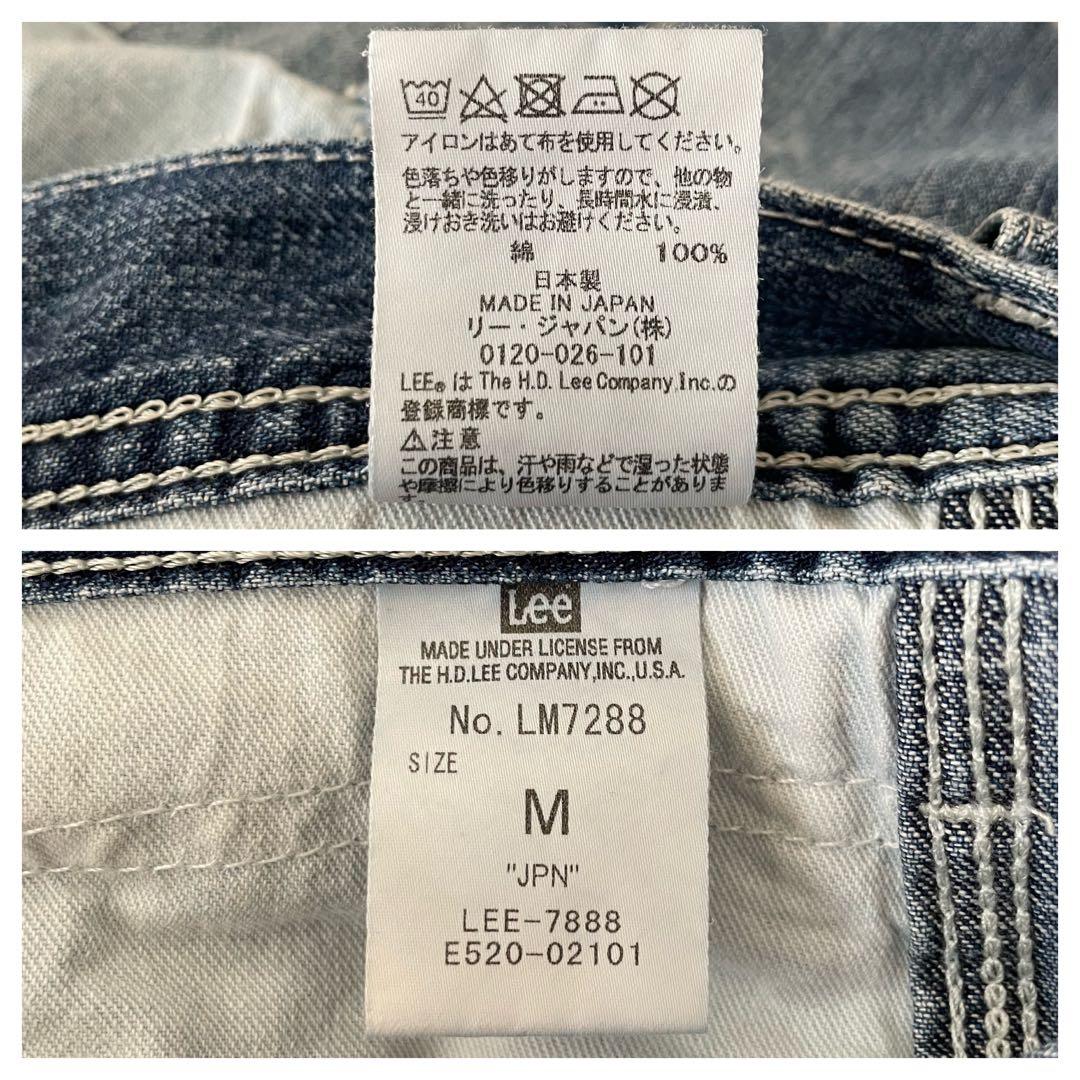 40
アイロンはあて布を使用してください。
色落ちや色移りがしますので、他の物
と一緒に洗ったり、長時間水に浸漬、
浸けおき洗いはお避けください。
綿 100%
日本製
MADE IN JAPAN
リー・ジャパン(株)
0120-026-101
LEE® は The H.D. Lee Company,Inc.の
登録商標です。
⚠注意
この商品は、汗や雨などで湿った状態
や摩擦により色移りすることがありま
Lee
MADE UNDER LICENSE FROM
THE H.D.LEE COMPANY,INC.,U.S.A.
No. LM7288
SIZE
M
"JPN"
LEE-7888
E520-02101